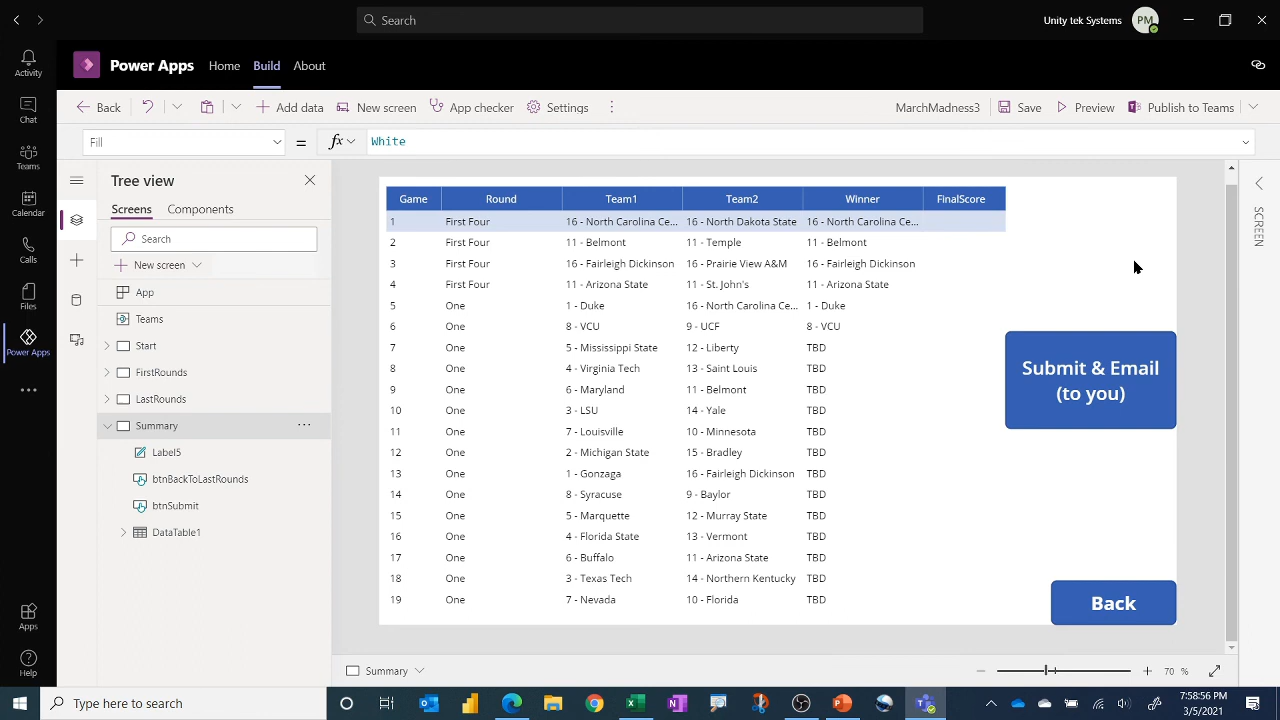 Search
Unity tek Systems
PM
Power Apps
Home
Build
About
Back
Add data
New screen
App checker
Settings
MarchMadness3
Save
Preview
Publish to Teams
Fill
=
fx
White
Activity
Chat
Teams
Calendar
Calls
Files
Power Apps
Apps
Help
Tree view
Screens
Components
Search
New screen
App
Teams
Start
FirstRounds
LastRounds
Summary
Label5
btnBackToLastRounds
btnSubmit
DataTable1
Game Round Team1 Team2 Winner FinalScore
1 First Four 16 - North Carolina Ce... 16 - North Dakota State 16 - North Carolina Ce...
2 First Four 11 - Belmont 11 - Temple 11 - Belmont
3 First Four 16 - Fairleigh Dickinson 16 - Prairie View A&M 16 - Fairleigh Dickinson
4 First Four 11 - Arizona State 11 - St. John's 11 - Arizona State
5 One 1 - Duke 16 - North Carolina Ce... 1 - Duke
6 One 8 - VCU 9 - UCF 8 - VCU
7 One 5 - Mississippi State 12 - Liberty TBD
8 One 4 - Virginia Tech 13 - Saint Louis TBD
9 One 6 - Maryland 11 - Belmont TBD
10 One 3 - LSU 14 - Yale TBD
11 One 7 - Louisville 10 - Minnesota TBD
12 One 2 - Michigan State 15 - Bradley TBD
13 One 1 - Gonzaga 16 - Fairleigh Dickinson TBD
14 One 8 - Syracuse 9 - Baylor TBD
15 One 5 - Marquette 12 - Murray State TBD
16 One 4 - Florida State 13 - Vermont TBD
17 One 6 - Buffalo 11 - Arizona State TBD
18 One 3 - Texas Tech 14 - Northern Kentucky TBD
19 One 7 - Nevada 10 - Florida TBD
Submit & Email
(to you)
Back
SCREEN
Summary
70 %
Type here to search
7:58:56 PM
3/5/2021